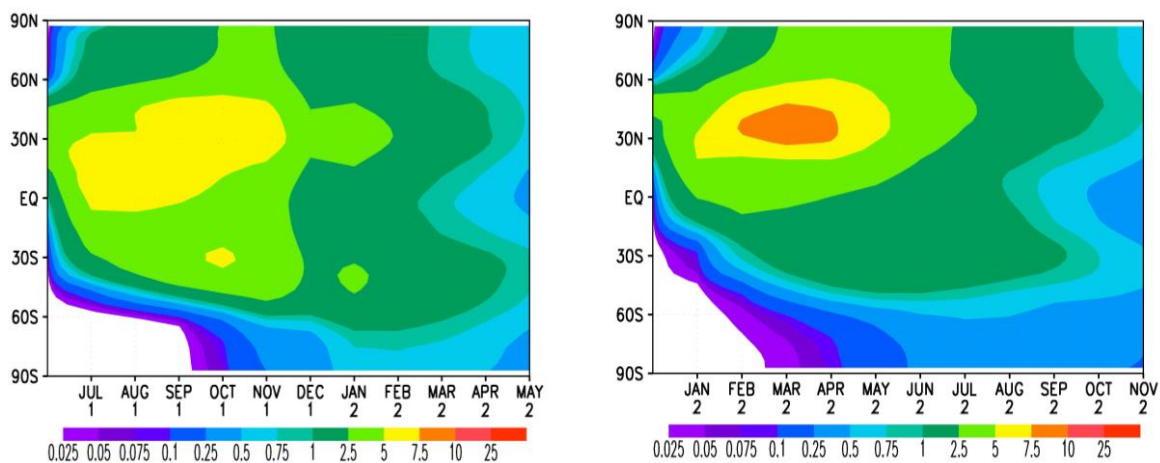 90N
60N
30N
EQ
30S
60S
90S
JUL AUG SEP OCT NOV DEC JAN FEB MAR APR MAY
1 1 1 1 1 1 2 2 2 2 2
0.025 0.05 0.075 0.1 0.25 0.5 0.75 1 2.5 5 7.5 10 25
90N
60N
30N
EQ
30S
60S
90S
JAN FEB MAR APR MAY JUN JUL AUG SEP OCT NOV
2 2 2 2 2 2 2 2 2 2 2
0.025 0.05 0.075 0.1 0.25 0.5 0.75 1 2.5 5 7.5 10 25